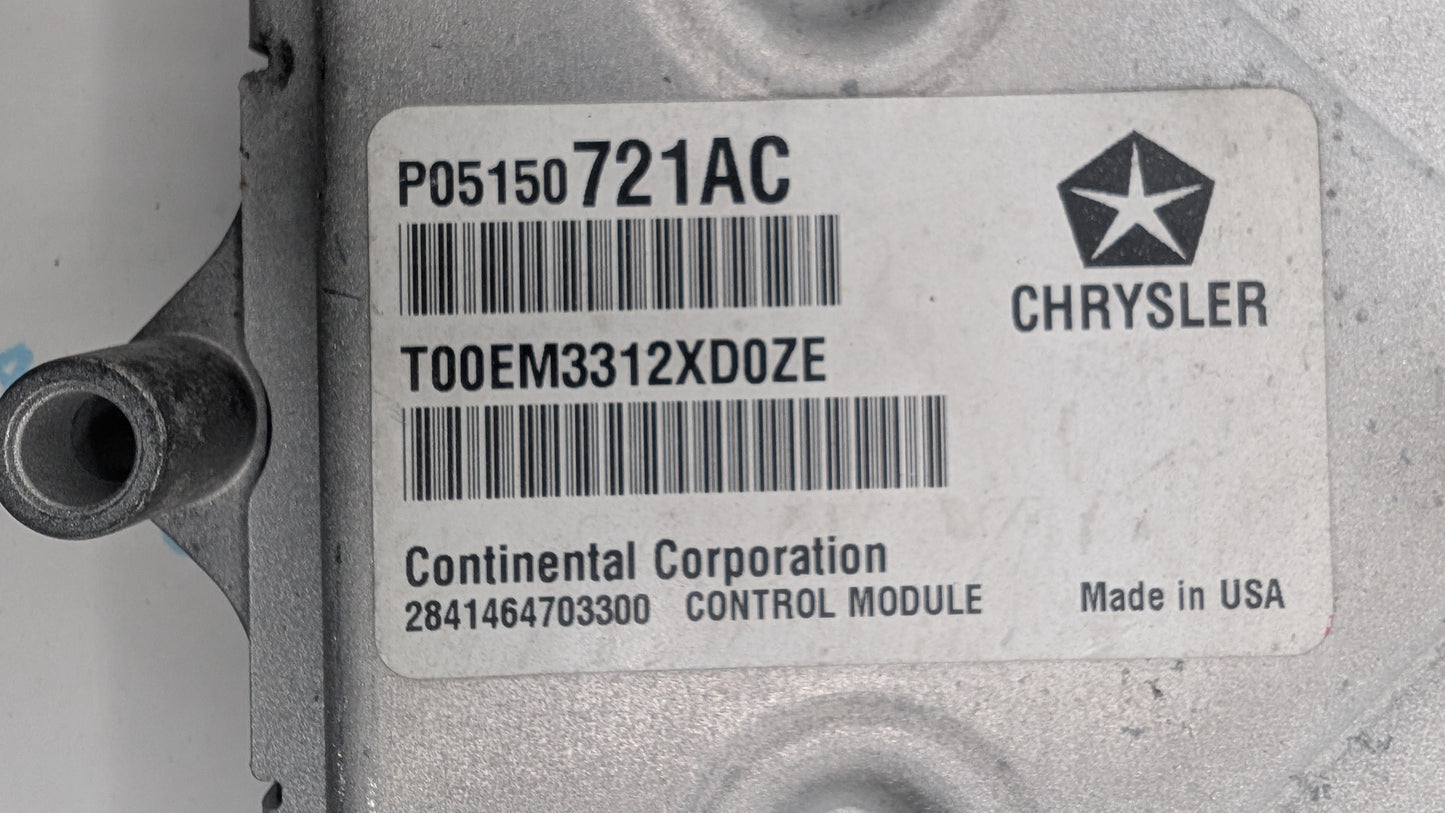 P05150721AC
CHRYSLER
T00EM3312XD0ZE
Continental Corporation
2841464703300 CONTROL MODULE Made in USA